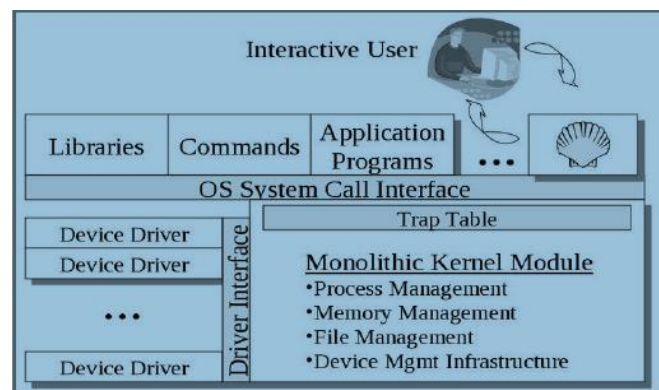 Interactive User
Libraries
Commands
Application
Programs
...
OS System Call Interface
Trap Table
Device Driver
Device Driver
...
Device Driver
Driver Interface
Monolithic Kernel Module
•Process Management
•Memory Management
•File Management
•Device Mgmt Infrastructure